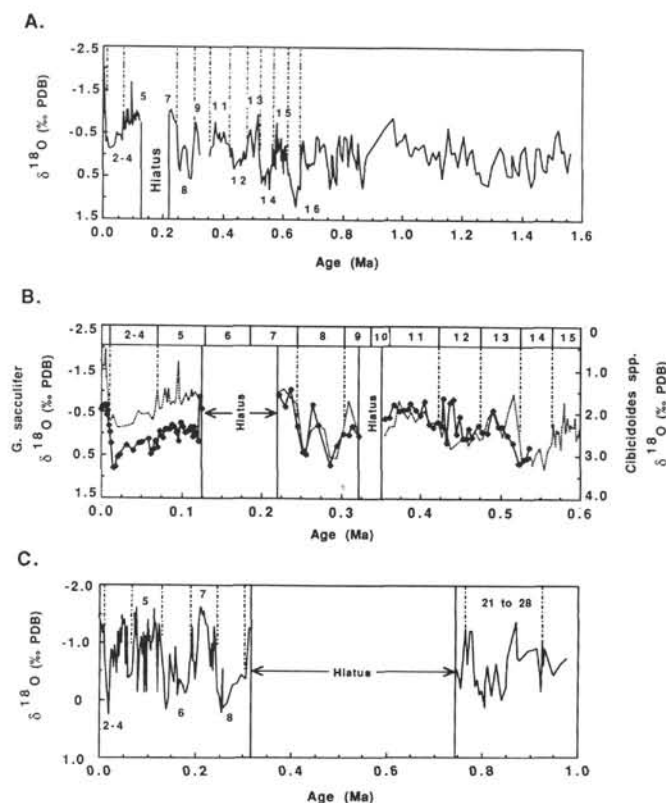 A.
-2.5
-1.5
-0.5
0.5
1.5
δ 18O (‰ PDB)
5 7 9 11 13 15
2-4 Hiatus 8 12 14 16
0.0 0.2 0.4 0.6 0.8 1.0 1.2 1.4 1.6
Age (Ma)
B.
-2.5
-1.5
-0.5
0.5
1.5
G. sacculifer
δ 18O (‰ PDB)
2-4 5 6 7 8 9 10 11 12 13 14 15
Hiatus Hiatus
0
1.0
2.0
3.0
4.0
Cibicidoides spp.
δ 18O (‰ PDB)
0.0 0.1 0.2 0.3 0.4 0.5 0.6
Age (Ma)
C.
-2.0
-1.0
0
1.0
δ 18O (‰ PDB)
5 7 21 to 28
Hiatus
2-4 6 8
0.0 0.2 0.4 0.6 0.8 1.0
Age (Ma)